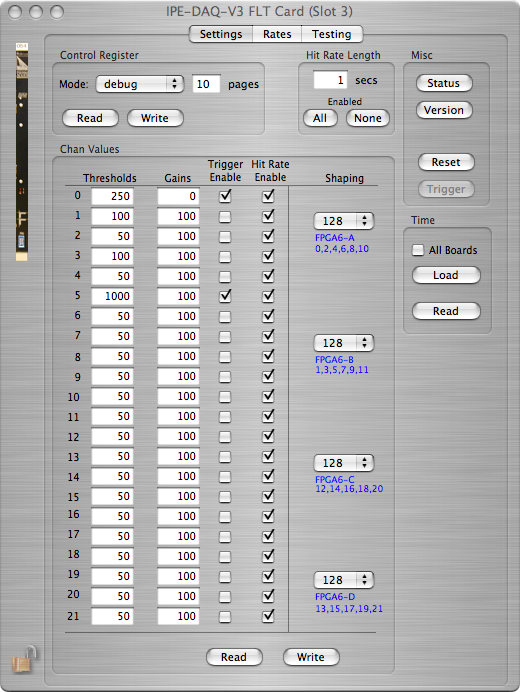 IPE-DAQ-V3 FLT Card (Slot 3)
Settings Rates Testing
Control Register
Mode: debug 10 pages
Read Write
Hit Rate Length
1 secs
Enabled
All None
Misc
Status
Version
Reset
Trigger
Time
All Boards
Load
Read
Chan Values
Thresholds Gains Trigger Enable Hit Rate Enable Shaping
0 250 0
1 100 100
2 50 100
3 100 100
4 50 100
5 1000 100
6 50 100
7 50 100
8 50 100
9 50 100
10 50 100
11 50 100
12 50 100
13 50 100
14 50 100
15 50 100
16 50 100
17 50 100
18 50 100
19 50 100
20 50 100
21 50 100
128
FPGA6-A
0,2,4,6,8,10
128
FPGA6-B
1,3,5,7,9,11
128
FPGA6-C
12,14,16,18,20
128
FPGA6-D
13,15,17,19,21
Read Write